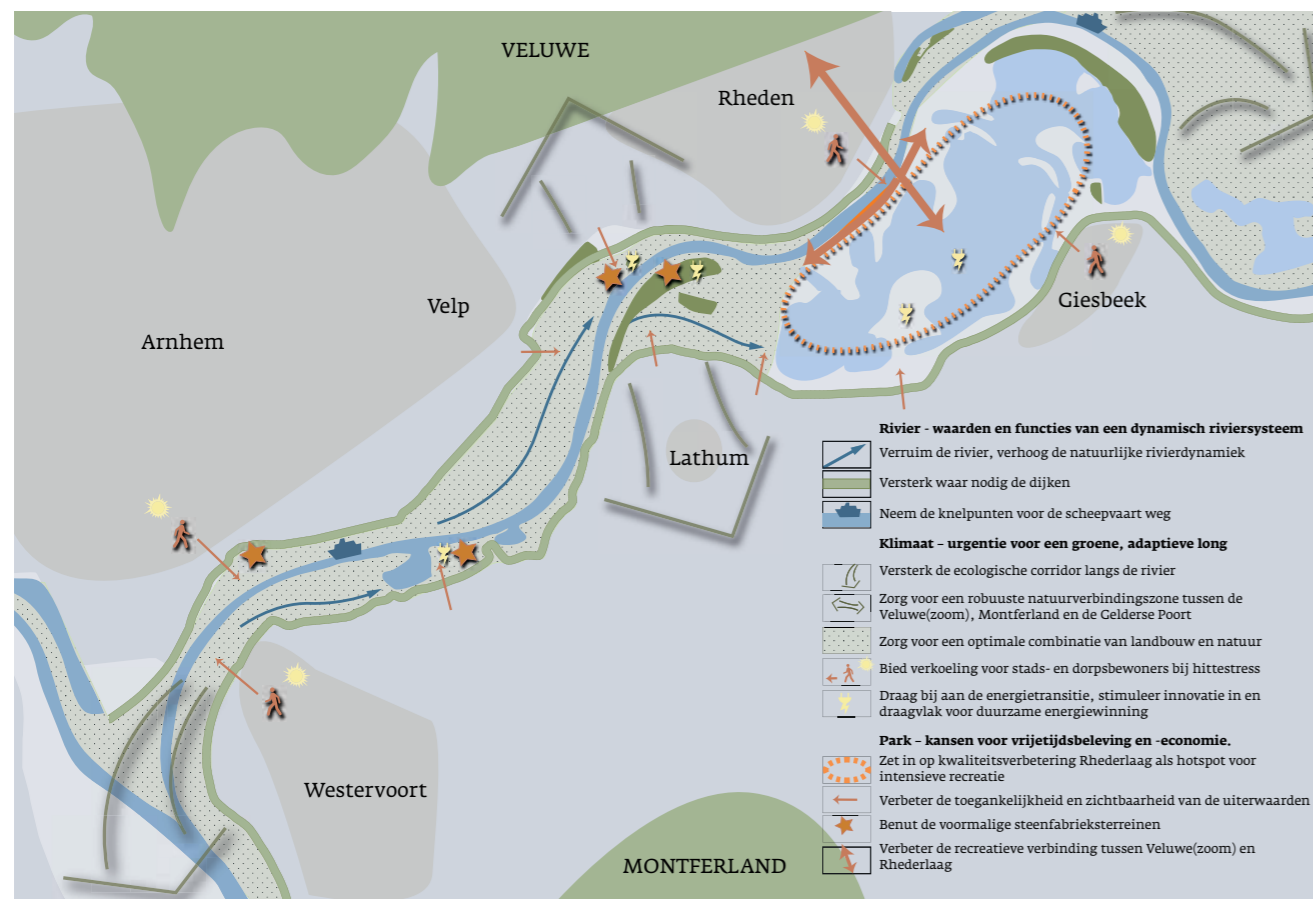 VELUWE
Rheden
Velp
Arnhem
Giesbeek
Lathum
Westervoort
MONTFERLAND
Rivier - waarden en functies van een dynamisch riviersysteem
Verruim de rivier, verhoog de natuurlijke rivierdynamiek
Versterk waar nodig de dijken
Neem de knelpunten voor de scheepvaart weg
Klimaat – urgentie voor een groene, adaptieve long
Versterk de ecologische corridor langs de rivier
Zorg voor een robuuste natuurverbindingszone tussen de
Veluwe(zoom), Montferland en de Gelderse Poort
Zorg voor een optimale combinatie van landbouw en natuur
Bied verkoeling voor stads- en dorpsbewoners bij hittestress
Draag bij aan de energietransitie, stimuleer innovatie in en
draagvlak voor duurzame energiewinning
Park – kansen voor vrijetijdsbeleving en -economie.
Zet in op kwaliteitsverbetering Rhederlaag als hotspot voor
intensieve recreatie
Verbeter de toegankelijkheid en zichtbaarheid van de uiterwaarden
Benut de voormalige steenfabrieksterreinen
Verbeter de recreatieve verbinding tussen Veluwe(zoom) en
Rhederlaag